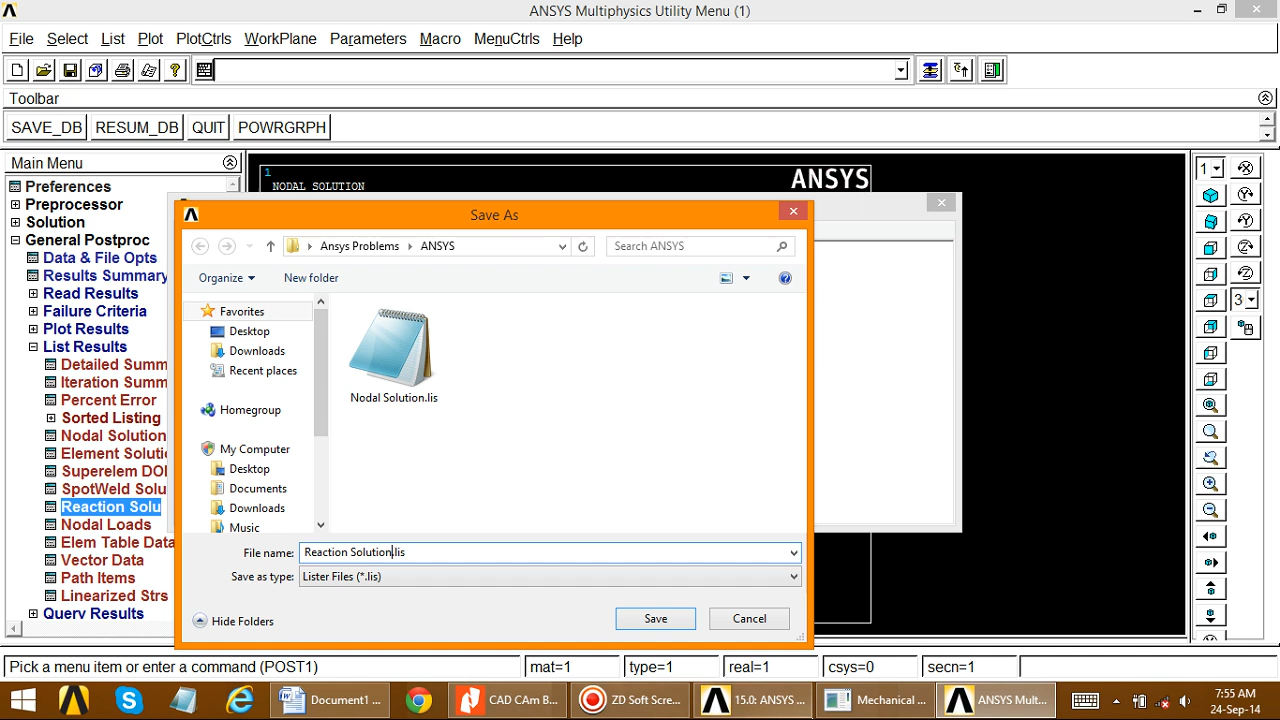 ANSYS Multiphysics Utility Menu (1)
File Select List Plot PlotCtrls WorkPlane Parameters Macro MenuCtrls Help
Toolbar
SAVE_DB RESUM_DB QUIT POWRGRPH
Main Menu
Preferences
Preprocessor
Solution
General Postproc
Data & File Opts
Results Summary
Read Results
Failure Criteria
Plot Results
List Results
Detailed Summ
Iteration Summ
Percent Error
Sorted Listing
Nodal Solution
Element Soluti
Superelem DO
SpotWeld Solu
Reaction Solu
Nodal Loads
Elem Table Data
Vector Data
Path Items
Linearized Strs
Query Results
1
NODAL SOLUTION
ANSYS
Save As
Ansys Problems ANSYS
Search ANSYS
Organize New folder
Favorites
Desktop
Downloads
Recent places
Homegroup
My Computer
Desktop
Documents
Downloads
Music
Nodal Solution.lis
File name: Reaction Solution.lis
Save as type: Lister Files (*.lis)
Hide Folders
Save Cancel
1
3
Pick a menu item or enter a command (POST1) mat=1 type=1 real=1 csys=0 secn=1
Document1 ... CAD CAm B... ZD Soft Scre... 15.0: ANSYS ... Mechanical ... ANSYS Mult...
7:55 AM
24-Sep-14